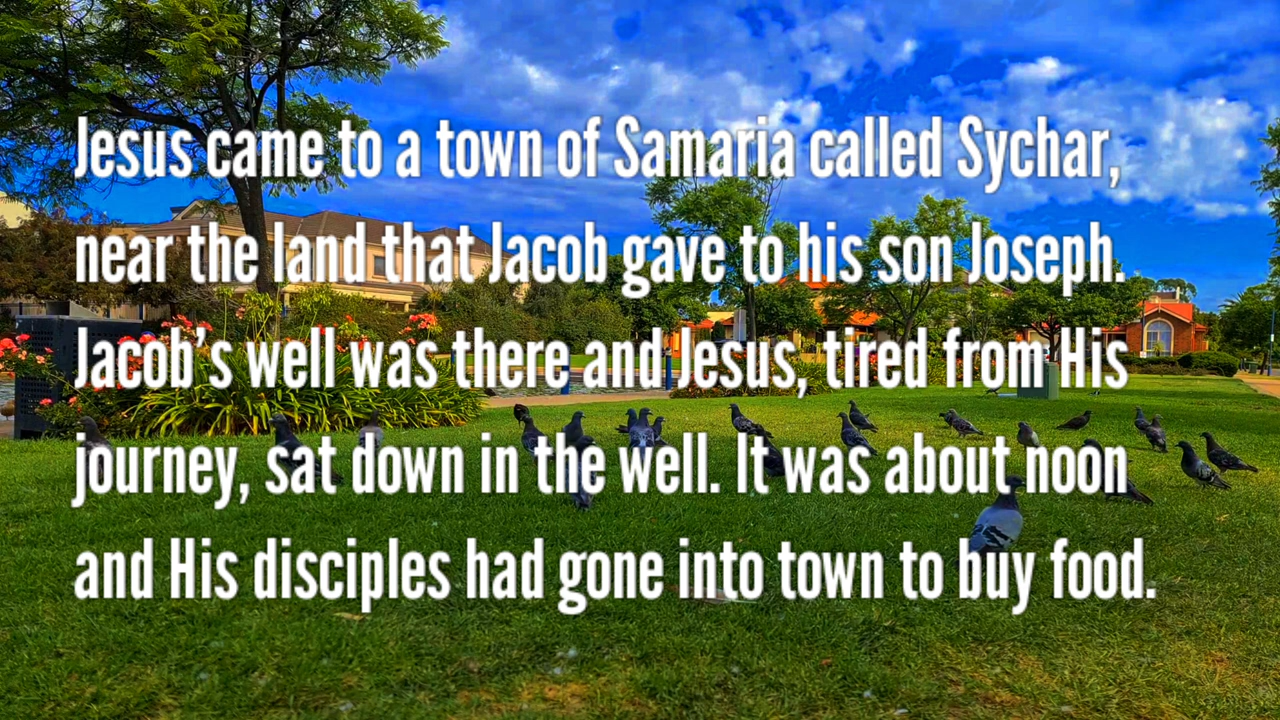 Jesus came to a town of Samaria called Sychar,
near the land that Jacob gave to his son Joseph.
Jacob’s well was there and Jesus, tired from His
journey, sat down in the well. It was about noon
and His disciples had gone into town to buy food.